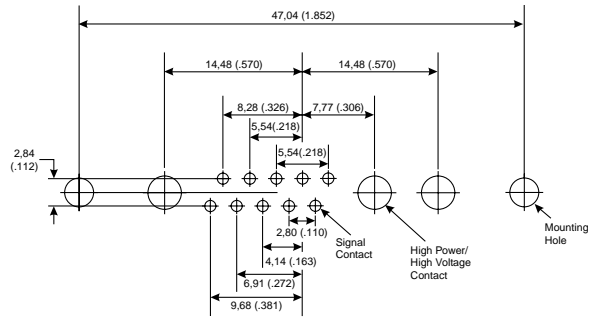 47,04 (1.852)
14,48 (.570)
14,48 (.570)
8,28 (.326)
7,77 (.306)
5,54(.218)
5,54(.218)
2,84
(.112)
2,80 (.110)
4,14 (.163)
6,91 (.272)
9,68 (.381)
Signal
Contact
High Power/
High Voltage
Contact
Mounting
Hole